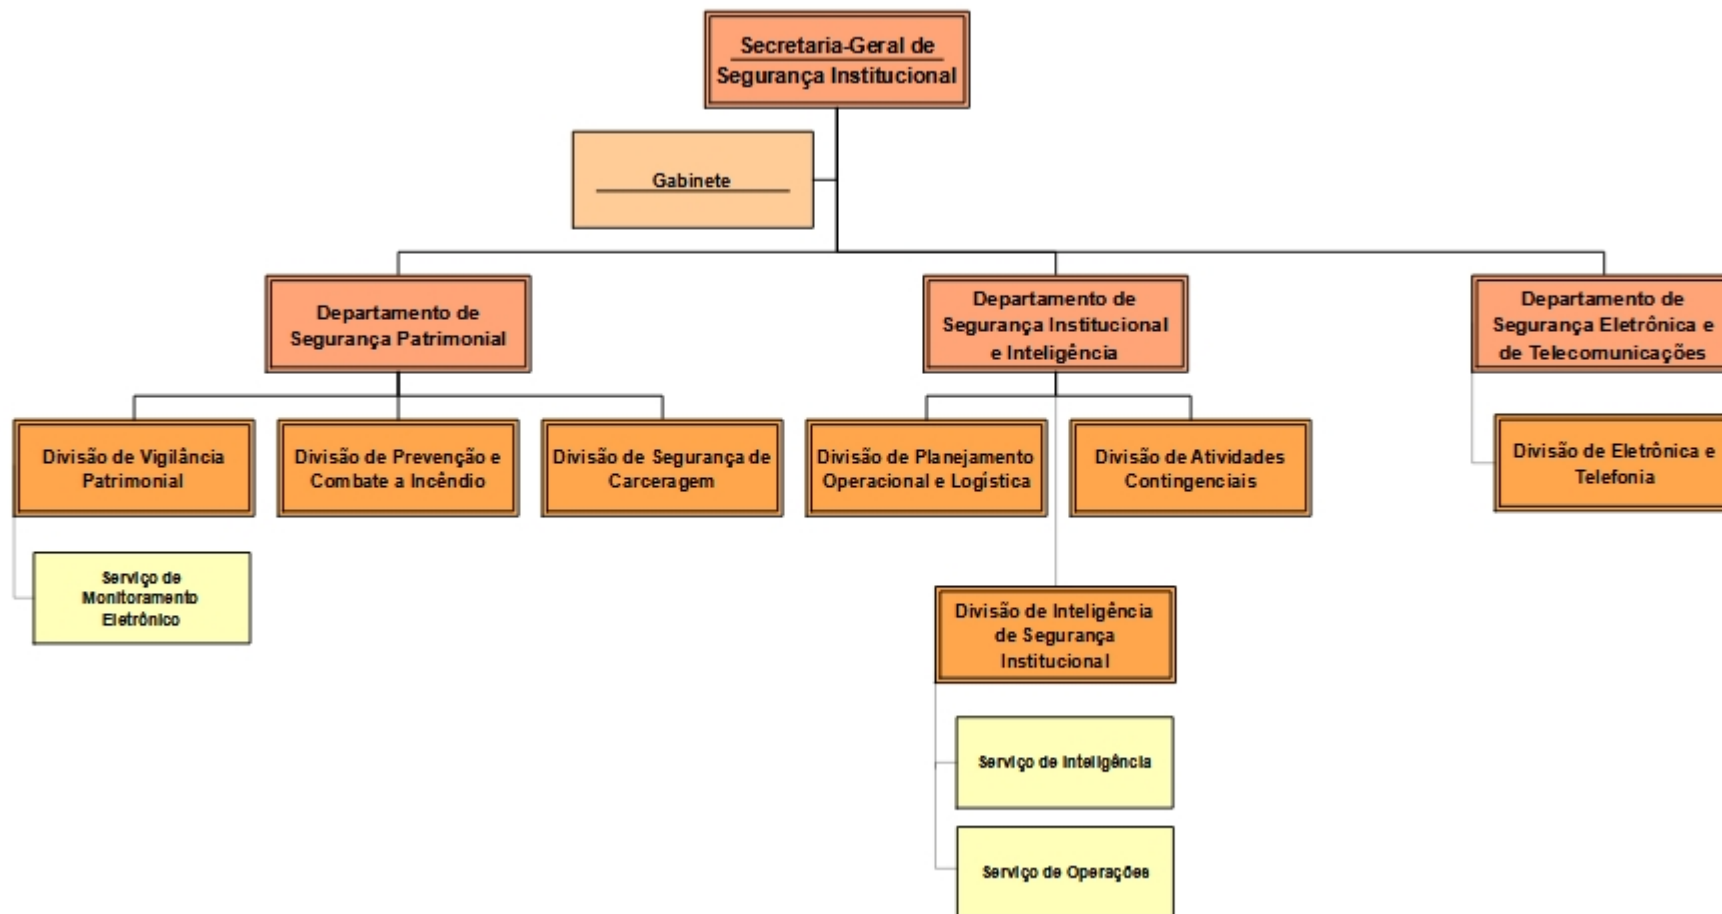 Secretaria-Geral de
Segurança Institucional
Gabinete
Departamento de
Segurança Patrimonial
Departamento de
Segurança Institucional
e Inteligência
Departamento de
Segurança Eletrônica e
de Telecomunicações
Divisão de Vigilância
Patrimonial
Divisão de Prevenção e
Combate a Incêndio
Divisão de Segurança de
Carceragem
Divisão de Planejamento
Operacional e Logística
Divisão de Atividades
Contingenciais
Divisão de Eletrônica e
Telefonia
Serviço de
Monitoramento
Eletrônico
Divisão de Inteligência
de Segurança
Institucional
Serviço de Inteligência
Serviço de Operações